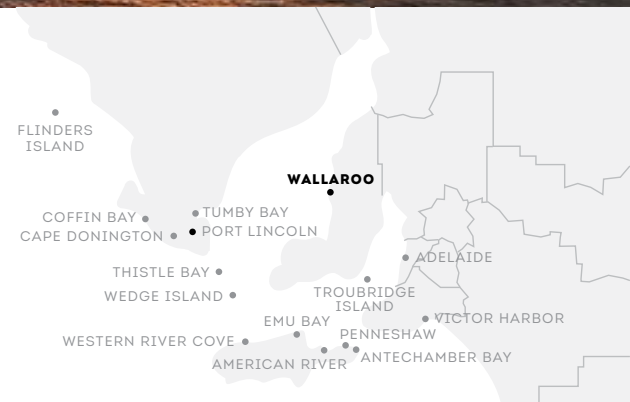 FLINDERS
ISLAND
WALLAROO
COFFIN BAY
TUMBY BAY
CAPE DONINGTON
PORT LINCOLN
ADELAIDE
THISTLE BAY
WEDGE ISLAND
TROUBRIDGE
ISLAND
EMU BAY
VICTOR HARBOR
PENNESHAW
WESTERN RIVER COVE
AMERICAN RIVER
ANTECHAMBER BAY